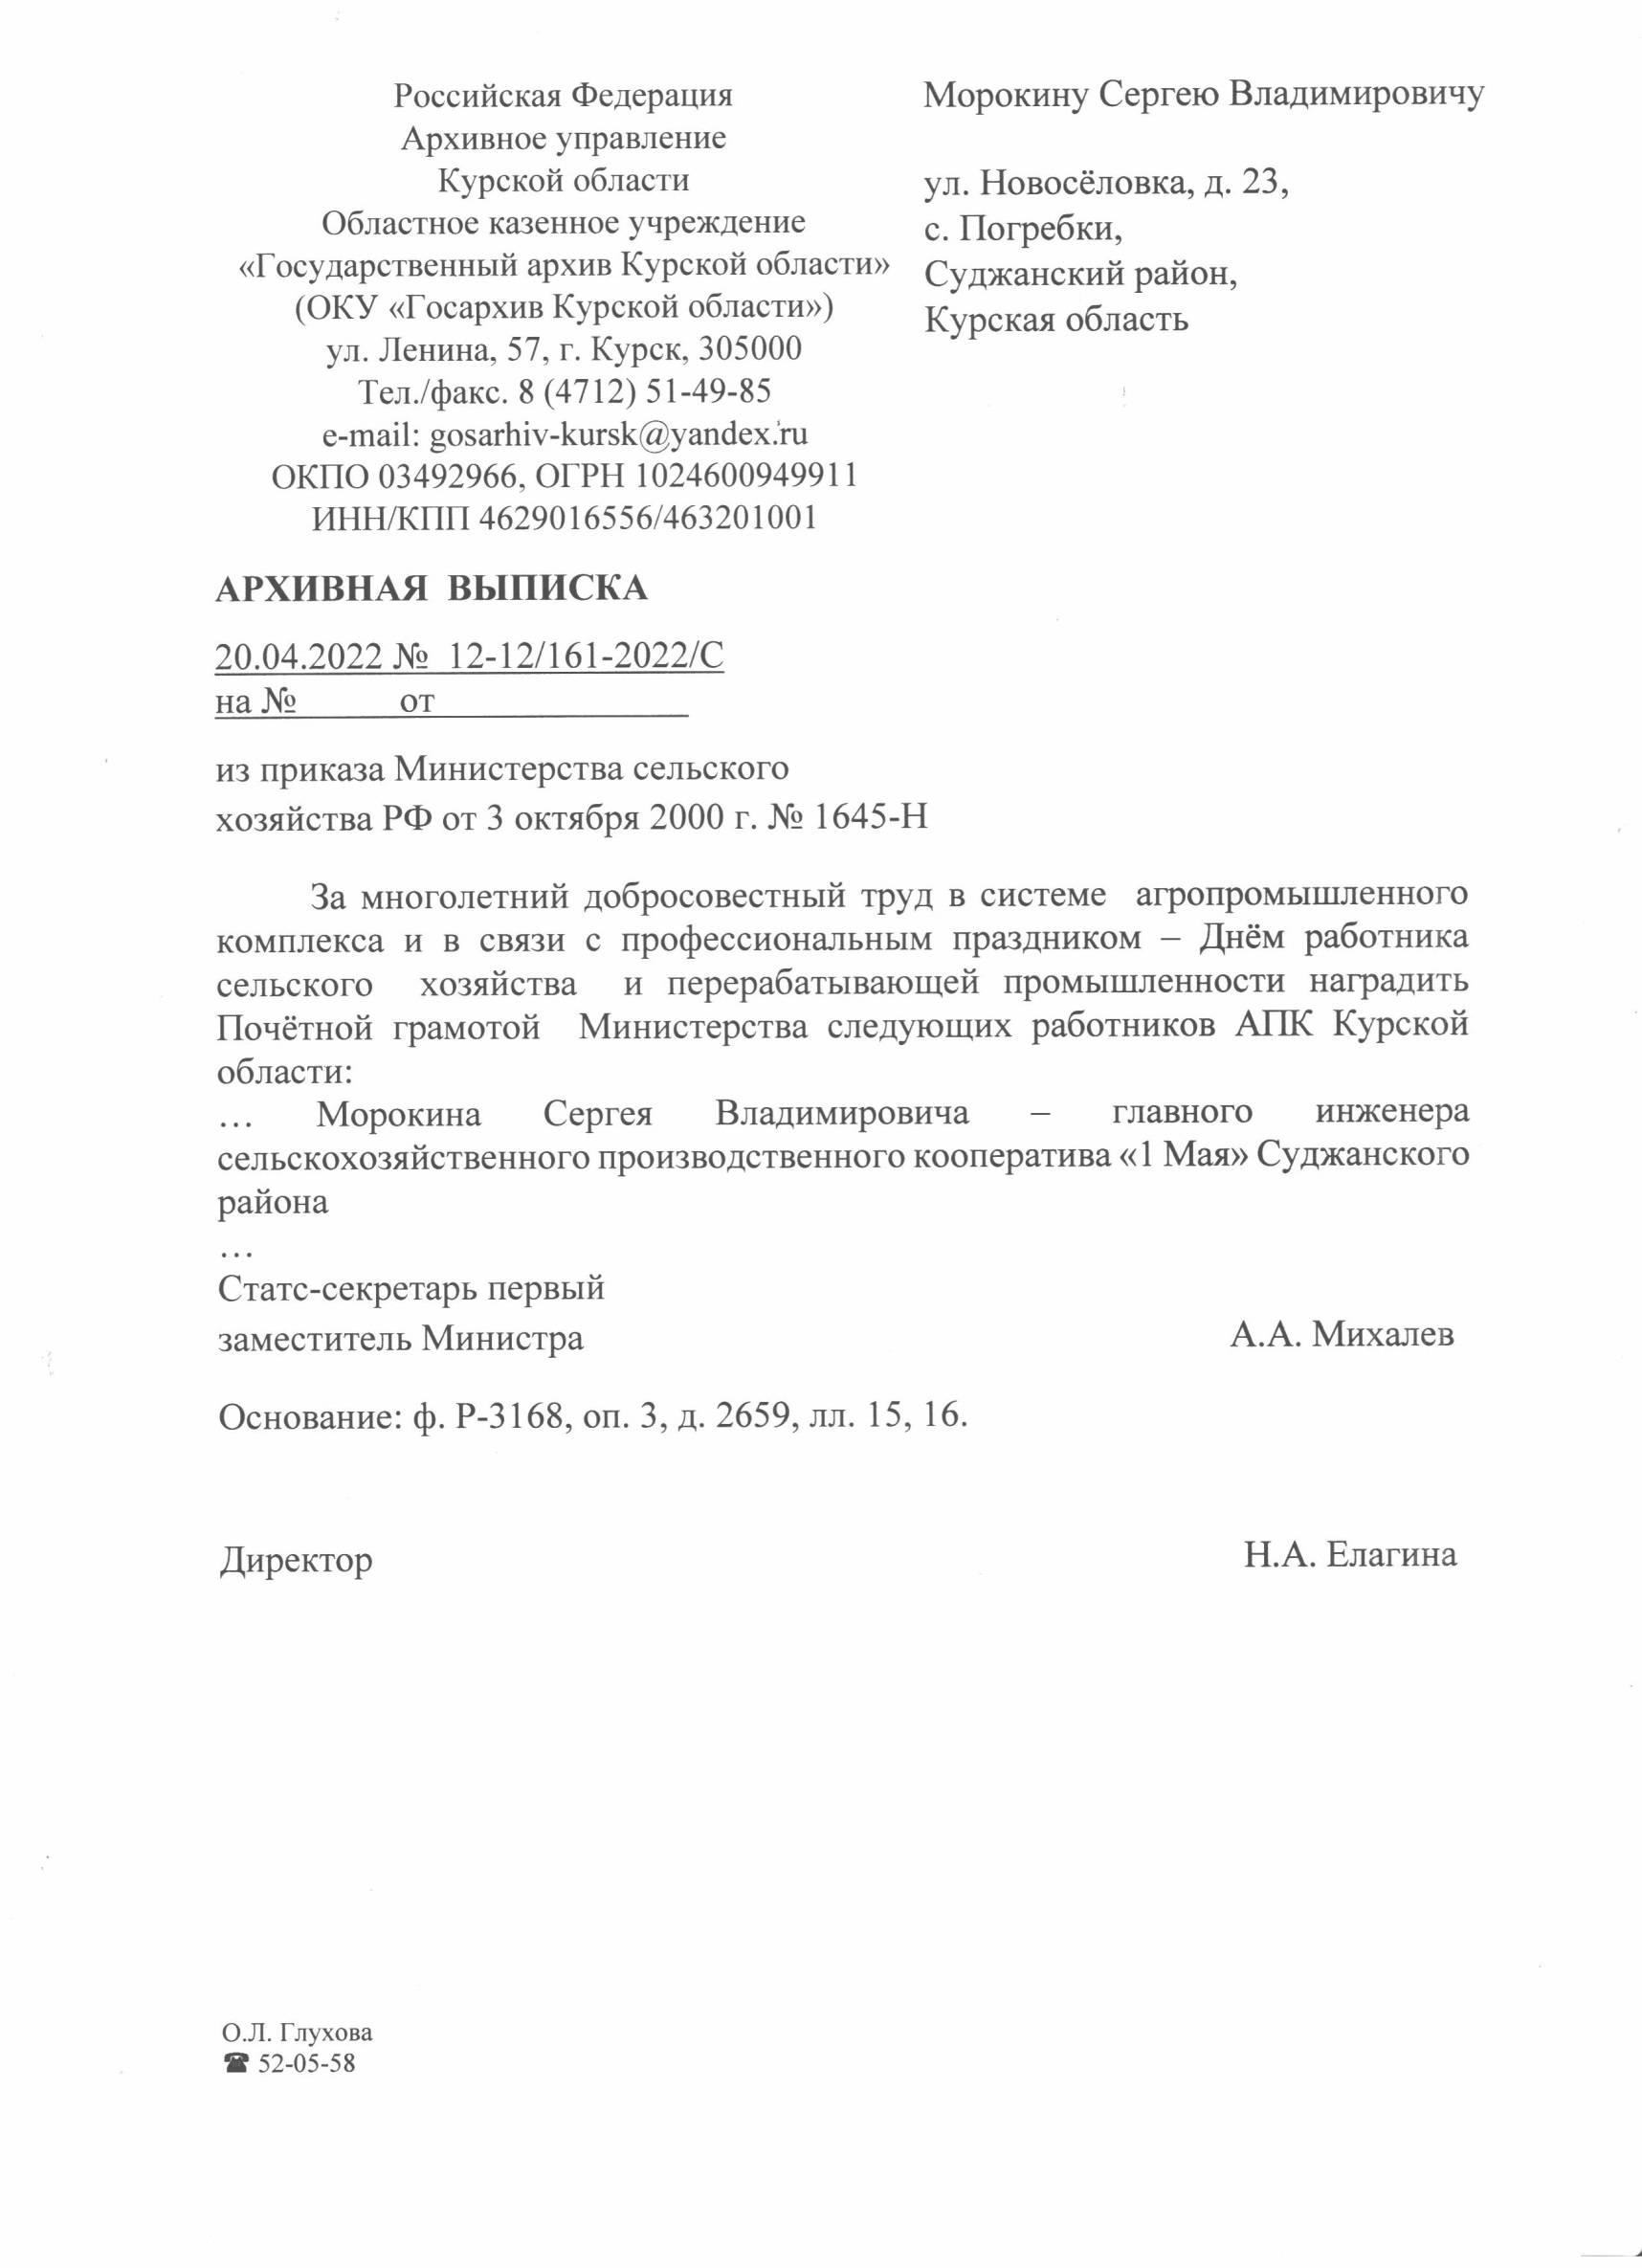 Российская Федерация
Архивное управление
Курской области
Областное казенное учреждение
«Государственный архив Курской области»
(ОКУ «Госархив Курской области»)
ул. Ленина, 57, г. Курск, 305000
Тел./факс. 8 (4712) 51-49-85
e-mail: gosarhiv-kursk@yandex.ru
ОКПО 03492966, ОГРН 1024600949911
ИНН/КПП 4629016556/463201001
Морокину Сергею Владимировичу
ул. Новосёловка, д. 23,
с. Погребки,
Суджанский район,
Курская область
АРХИВНАЯ ВЫПИСКА
20.04.2022 № 12-12/161-2022/С
на № от
из приказа Министерства сельского
хозяйства РФ от 3 октября 2000 г. № 1645-Н
За многолетний добросовестный труд в системе агропромышленного
комплекса и в связи с профессиональным праздником – Днём работника
сельского хозяйства и перерабатывающей промышленности наградить
Почётной грамотой Министерства следующих работников АПК Курской
области:
… Морокина Сергея Владимировича – главного инженера
сельскохозяйственного производственного кооператива «1 Мая» Суджанского
района
…
Статс-секретарь первый
заместитель Министра А.А. Михалев
Основание: ф. Р-3168, оп. 3, д. 2659, лл. 15, 16.
Директор Н.А. Елагина
О.Л. Глухова
☎ 52-05-58